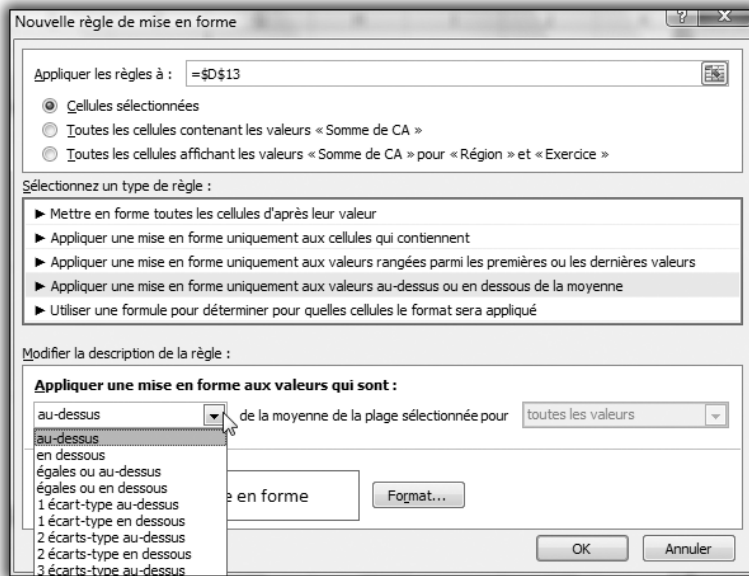 Nouvelle règle de mise en forme
Appliquer les règles à : =$D$13
Cellules sélectionnées
Toutes les cellules contenant les valeurs « Somme de CA »
Toutes les cellules affichant les valeurs « Somme de CA » pour « Région » et « Exercice »
Sélectionnez un type de règle :
► Mettre en forme toutes les cellules d'après leur valeur
► Appliquer une mise en forme uniquement aux cellules qui contiennent
► Appliquer une mise en forme uniquement aux valeurs rangées parmi les premières ou les dernières valeurs
► Appliquer une mise en forme uniquement aux valeurs au-dessus ou en dessous de la moyenne
► Utiliser une formule pour déterminer pour quelles cellules le format sera appliqué
Modifier la description de la règle :
Appliquer une mise en forme aux valeurs qui sont :
au-dessus de la moyenne de la plage sélectionnée pour toutes les valeurs
au-dessus
en dessous
égales ou au-dessus
égales ou en dessous
1 écart-type au-dessus
1 écart-type en dessous
2 écarts-type au-dessus
2 écarts-type en dessous
3 écarts-type au-dessus
e en forme
Format...
OK Annuler